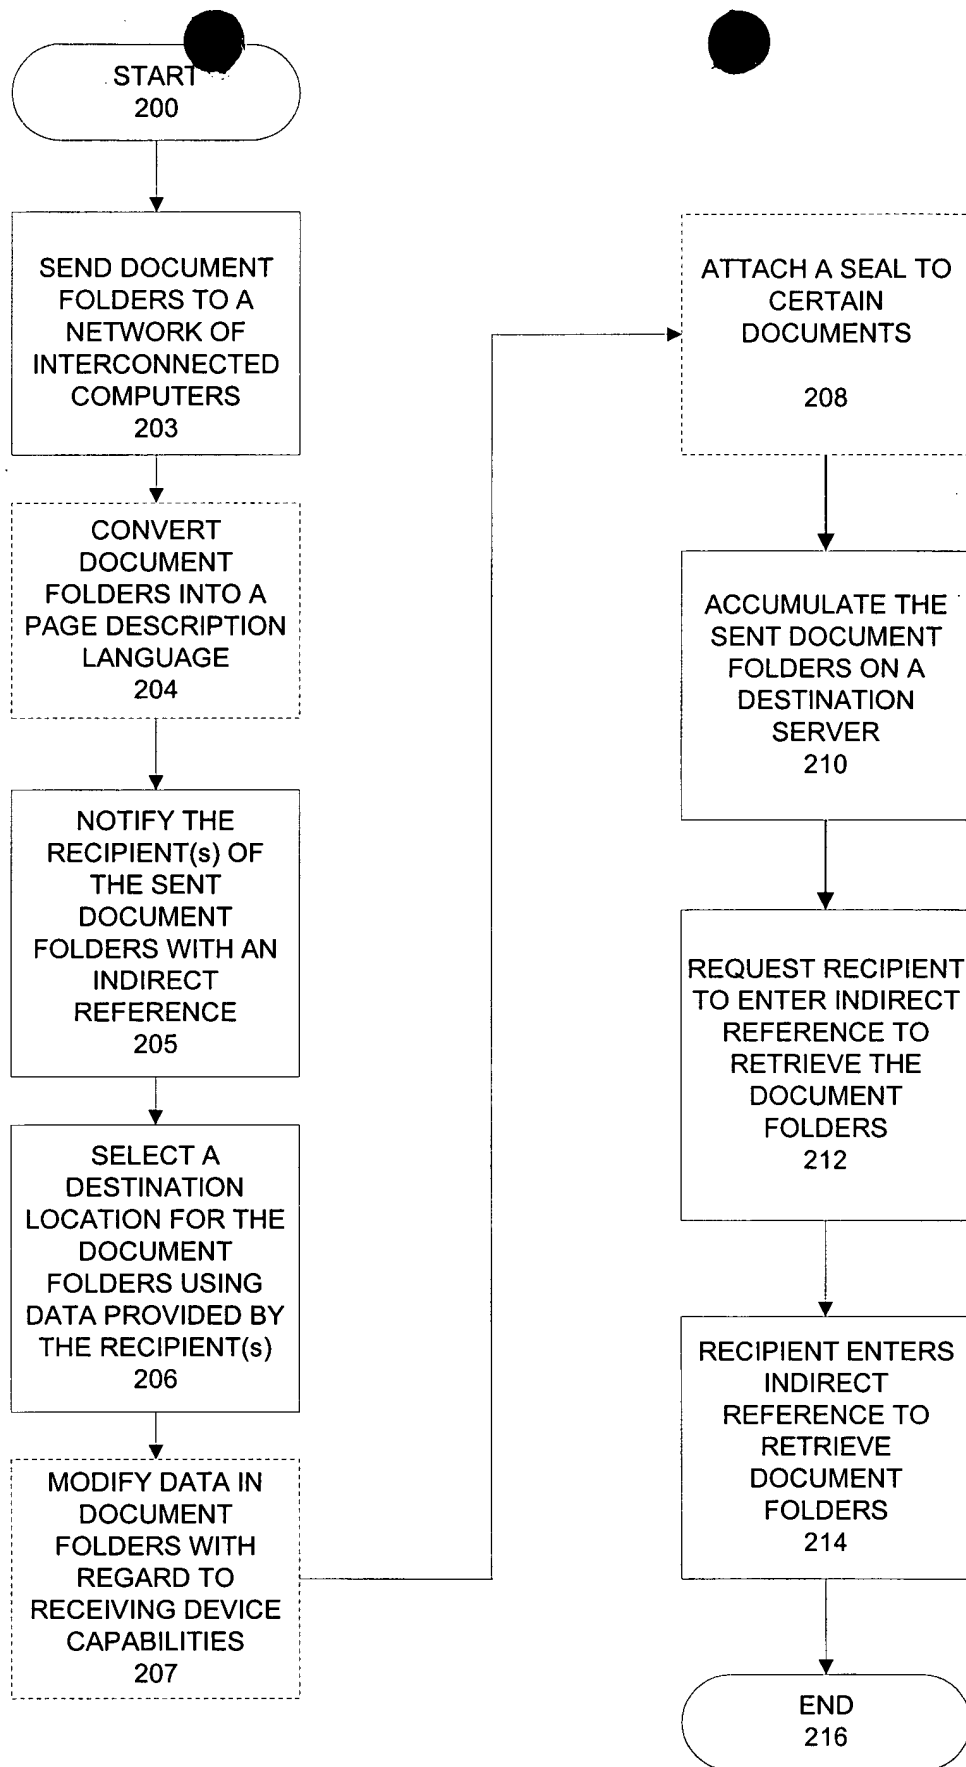 START
200
SEND DOCUMENT
FOLDERS TO A
NETWORK OF
INTERCONNECTED
COMPUTERS
203
CONVERT
DOCUMENT
FOLDERS INTO A
PAGE DESCRIPTION
LANGUAGE
204
NOTIFY THE
RECIPIENT(s) OF
THE SENT
DOCUMENT
FOLDERS WITH AN
INDIRECT
REFERENCE
205
SELECT A
DESTINATION
LOCATION FOR THE
DOCUMENT
FOLDERS USING
DATA PROVIDED BY
THE RECIPIENT(s)
206
MODIFY DATA IN
DOCUMENT
FOLDERS WITH
REGARD TO
RECEIVING DEVICE
CAPABILITIES
207
ATTACH A SEAL TO
CERTAIN
DOCUMENTS
208
ACCUMULATE THE
SENT DOCUMENT
FOLDERS ON A
DESTINATION
SERVER
210
REQUEST RECIPIENT
TO ENTER INDIRECT
REFERENCE TO
RETRIEVE THE
DOCUMENT
FOLDERS
212
RECIPIENT ENTERS
INDIRECT
REFERENCE TO
RETRIEVE
DOCUMENT
FOLDERS
214
END
216